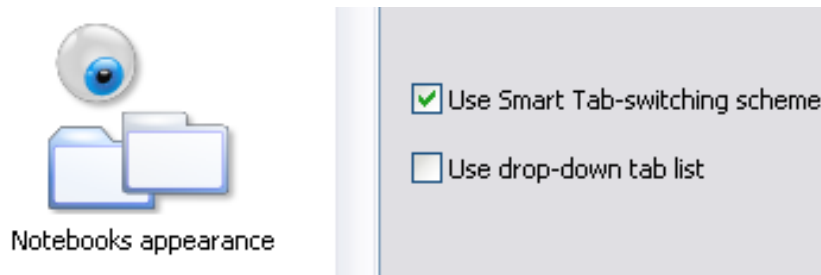 Use Smart Tab-switching scheme
Use drop-down tab list
Notebooks appearance